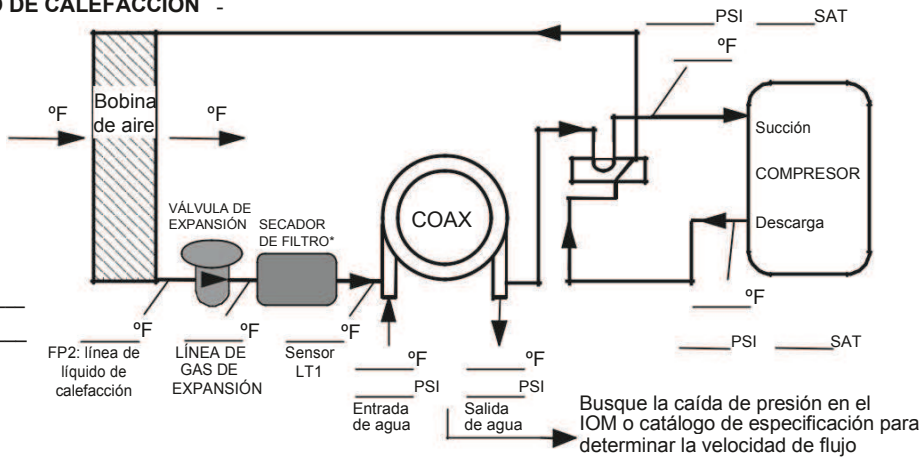 O DE CALEFACCIÓN -
PSI SAT
ºF
Bobina
de aire
ºF
ºF
Succión
COMPRESOR
Descarga
VÁLVULA DE
EXPANSIÓN
SECADOR
DE FILTRO*
COAX
ºF
PSI SAT
ºF
FP2: línea de
líquido de
calefacción
ºF
LÍNEA DE
GAS DE
EXPANSIÓN
ºF
Sensor
LT1
ºF
PSI
Entrada
de agua
ºF
PSI
Salida
de agua
Busque la caída de presión en el
IOM o catálogo de especificación para
determinar la velocidad de flujo